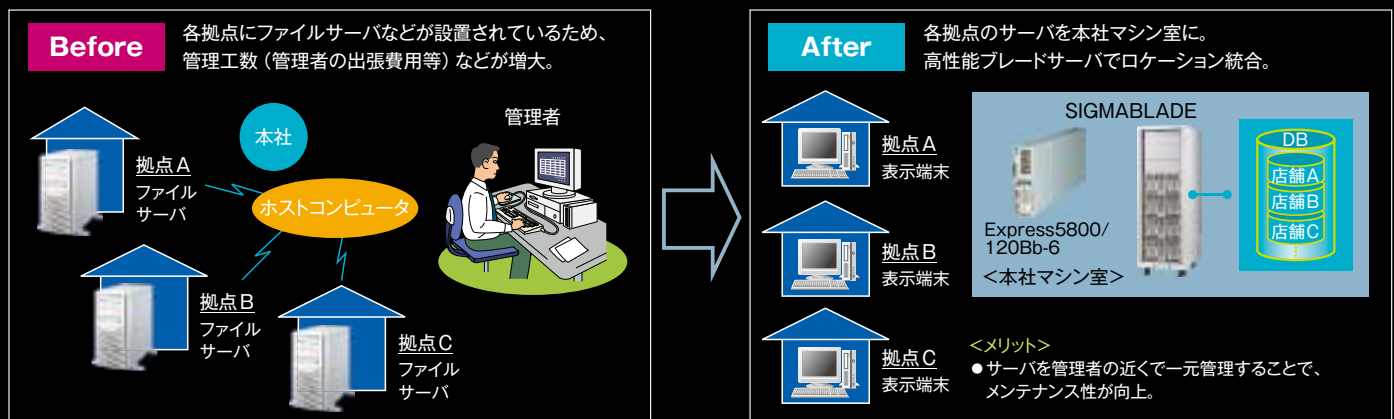 Before
各拠点にファイルサーバなどが設置されているため、
管理工数（管理者の出張費用等）などが増大。
本社
管理者
拠点A
ファイル
サーバ
ホストコンピュータ
拠点B
ファイル
サーバ
拠点C
ファイル
サーバ
After
各拠点のサーバを本社マシン室に。
高性能ブレードサーバでロケーション統合。
拠点A
表示端末
拠点B
表示端末
拠点C
表示端末
SIGMABLADE
Express5800/
120Bb-6
＜本社マシン室＞
DB
店舗A
店舗B
店舗C
＜メリット＞
●サーバを管理者の近くで一元管理することで、
メンテナンス性が向上。